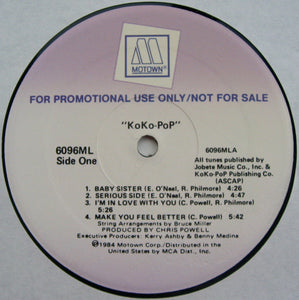 M
MOTOWN®
FOR PROMOTIONAL USE ONLY/NOT FOR SALE
"KoKo-PoP"
6096ML
Side One
6096MLA
All tunes published by
Jobete Music Co., Inc. &
KoKo-PoP Publishing Co.
(ASCAP)
1. BABY SISTER (E. O'Neal, R. Philmore) 4:26
2. SERIOUS SIDE (E. O'Neal, R. Philmore) 4:25
3. I'M IN LOVE WITH YOU (C. Powell)
5:26
4. MAKE YOU FEEL BETTER (C. Powell) 5:42
String Arrangements by Bruce Miller
PRODUCED BY CHRIS POWELL
Executive Producers: Kerry Ashby & Benny Medina
℗1984 Motown Corp./Distributed in the
United States by MCA Dist., Inc.